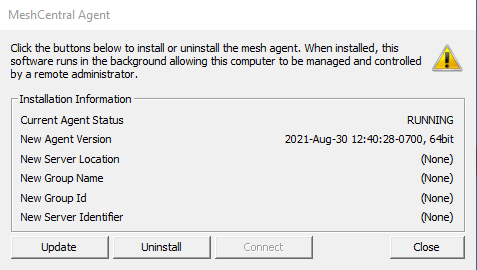 MeshCentral Agent
Click the buttons below to install or uninstall the mesh agent. When installed, this
software runs in the background allowing this computer to be managed and controlled
by a remote administrator.
Installation Information
Current Agent Status RUNNING
New Agent Version 2021-Aug-30 12:40:28-0700, 64bit
New Server Location (None)
New Group Name (None)
New Group Id (None)
New Server Identifier (None)
Update Uninstall Connect Close